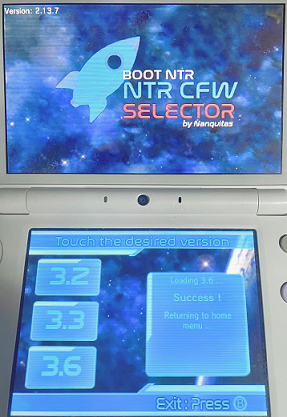 Version: 2.13.7
BOOT NTR
NTR CFW
SELECTOR
by Nanquitas
Touch the desired version
3.2
3.3
3.6
Loading 3.6 ...
Success !
Returning to home
menu ...
Exit : Press Ⓑ